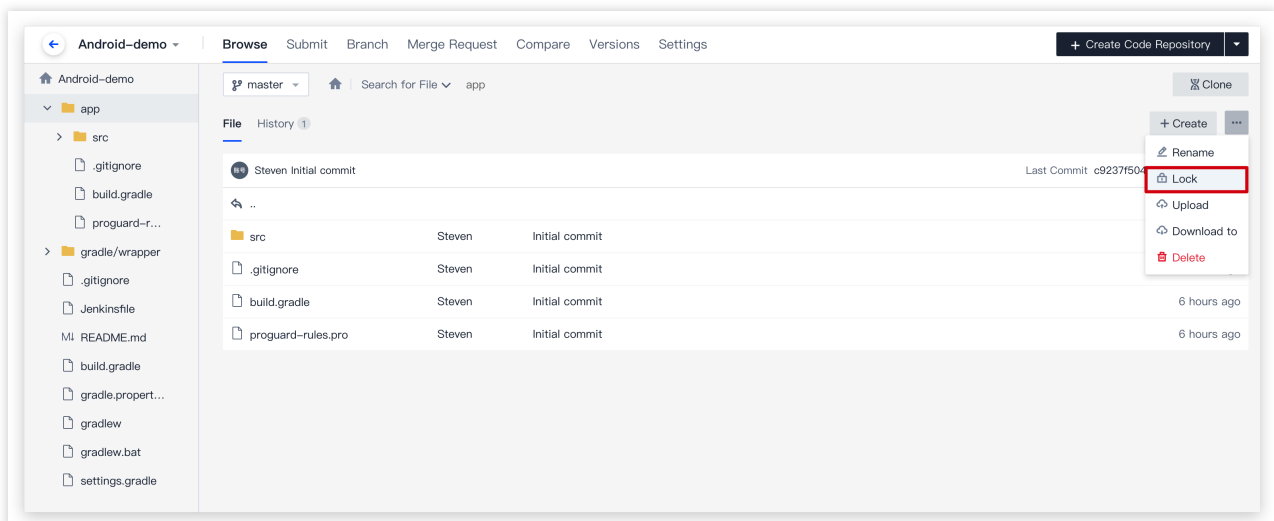 Android-demo
Browse Submit Branch Merge Request Compare Versions Settings
+ Create Code Repository
Android-demo
master
Search for File
app
Clone
app
File History 1
+ Create
...
src
Rename
.gitignore
Steven Initial commit
Last Commit c9237f504
Lock
build.gradle
..
Upload
proguard-r...
src Steven Initial commit
Download to
gradle/wrapper
Delete
.gitignore
.gitignore Steven Initial commit
Jenkinsfile
build.gradle Steven Initial commit 6 hours ago
M↓ README.md
proguard-rules.pro Steven Initial commit 6 hours ago
build.gradle
gradle.propert...
gradlew
gradlew.bat
settings.gradle